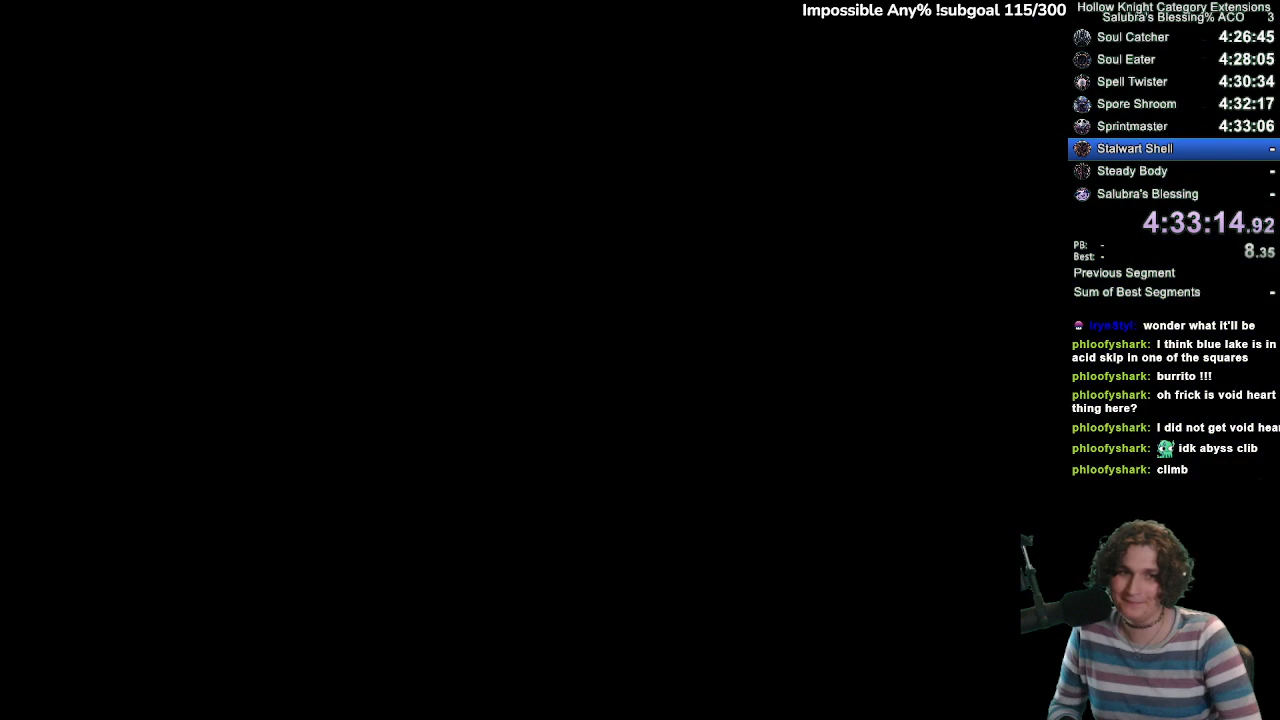 Impossible Any% !subgoal 115/300
Hollow Knight Category Extensions
Salubra's Blessing% ACO 3
Soul Catcher 4:26:45
Soul Eater 4:28:05
Spell Twister 4:30:34
Spore Shroom 4:32:17
Sprintmaster 4:33:06
Stalwart Shell -
Steady Body -
Salubra's Blessing -
4:33:14.92
PB: -
Best: -
8.35
Previous Segment
Sum of Best Segments -
wonder what it'll be
phloofyshark: I think blue lake is in
acid skip in one of the squares
phloofyshark: burrito !!!
phloofyshark: oh frick is void heart
thing here?
phloofyshark: I did not get void hear
phloofyshark: idk abyss clib
phloofyshark: climb